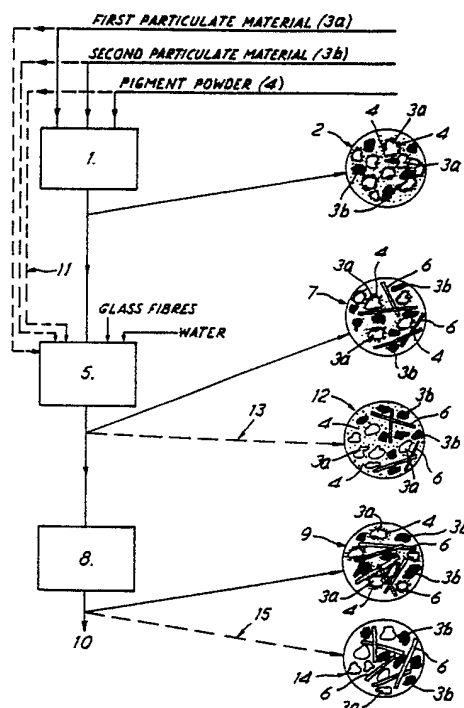 FIRST PARTICULATE MATERIAL (3a)
SECOND PARTICULATE MATERIAL (3b)
PIGMENT POWDER (4)
4 3a
2 4
1.
3a
3b
11
3a 4 6
7 3b
GLASS FIBRES
WATER
6
5.
3a 3b 4
12 3b
13 4 6
3b
3a 6
4 3a
3a 4 3b
9 6
8.
3b
3a 6
4
10 15
3b
6
14
6 3b
3a